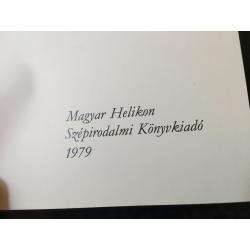 Magyar Helikon
Szépirodalmi Könyvkiadó
1979